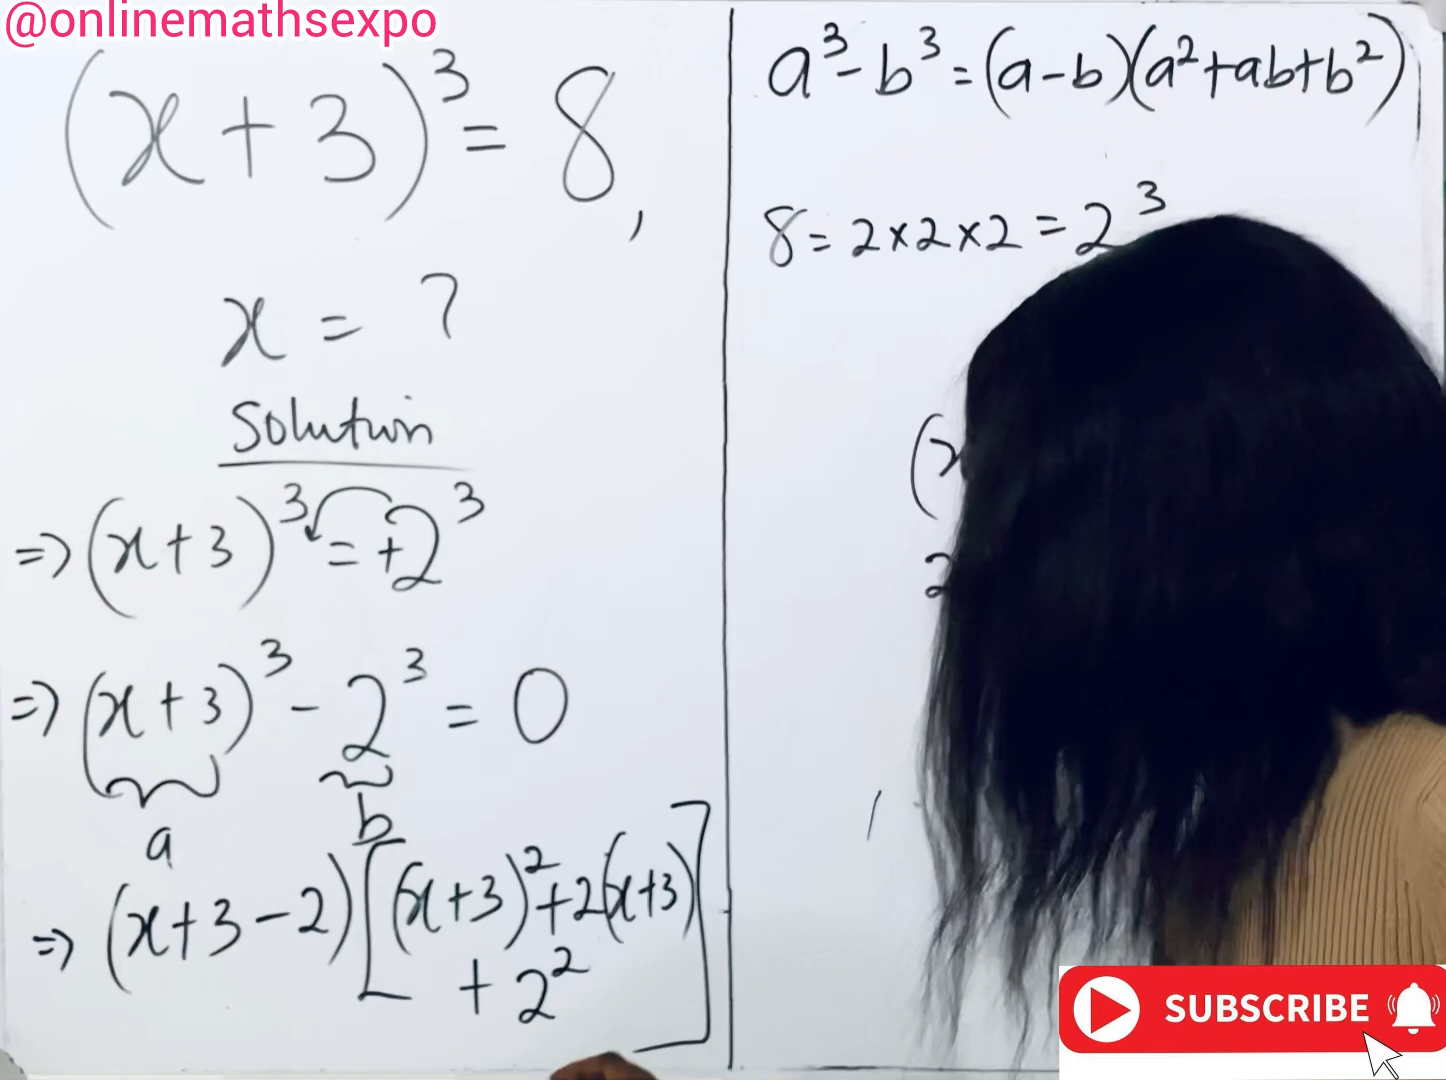 @onlinemathsexpo
(x+3)³ = 8,
x = ?
Solution
=> (x+3)³ = +2³
=> (x+3)³ - 2³ = 0
a b
=> (x+3-2)[(x+3)²+2(x+3)
+ 2²]
a³-b³=(a-b)(a²+ab+b²)
8= 2×2×2 = 2³
SUBSCRIBE